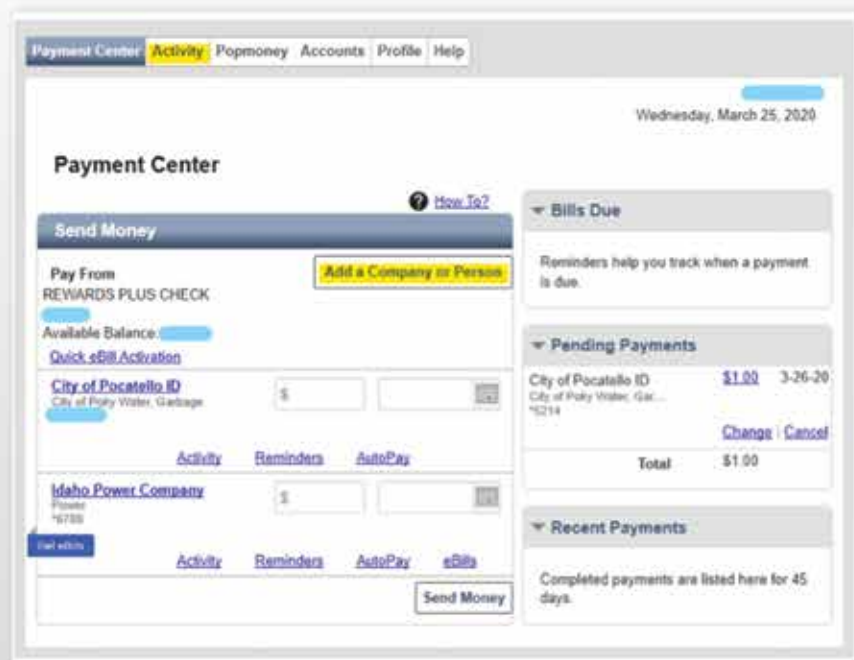 Payment Center Activity Popmoney Accounts Profile Help
Wednesday, March 25, 2020
Payment Center
How To?
Send Money
Pay From
Add a Company or Person
REWARDS PLUS CHECK
Available Balance:
Quick eBill Activation
City of Pocatello ID
City of Poky Water, Garbage
$
Activity Reminders AutoPay
Idaho Power Company
Power
$
Activity Reminders AutoPay eBills
Send Money
Bills Due
Reminders help you track when a payment
is due.
Pending Payments
City of Pocatello ID $1.00 3-26-20
City of Poky Water, Gar...
*5214
Change | Cancel
Total $1.00
Recent Payments
Completed payments are listed here for 45
days.